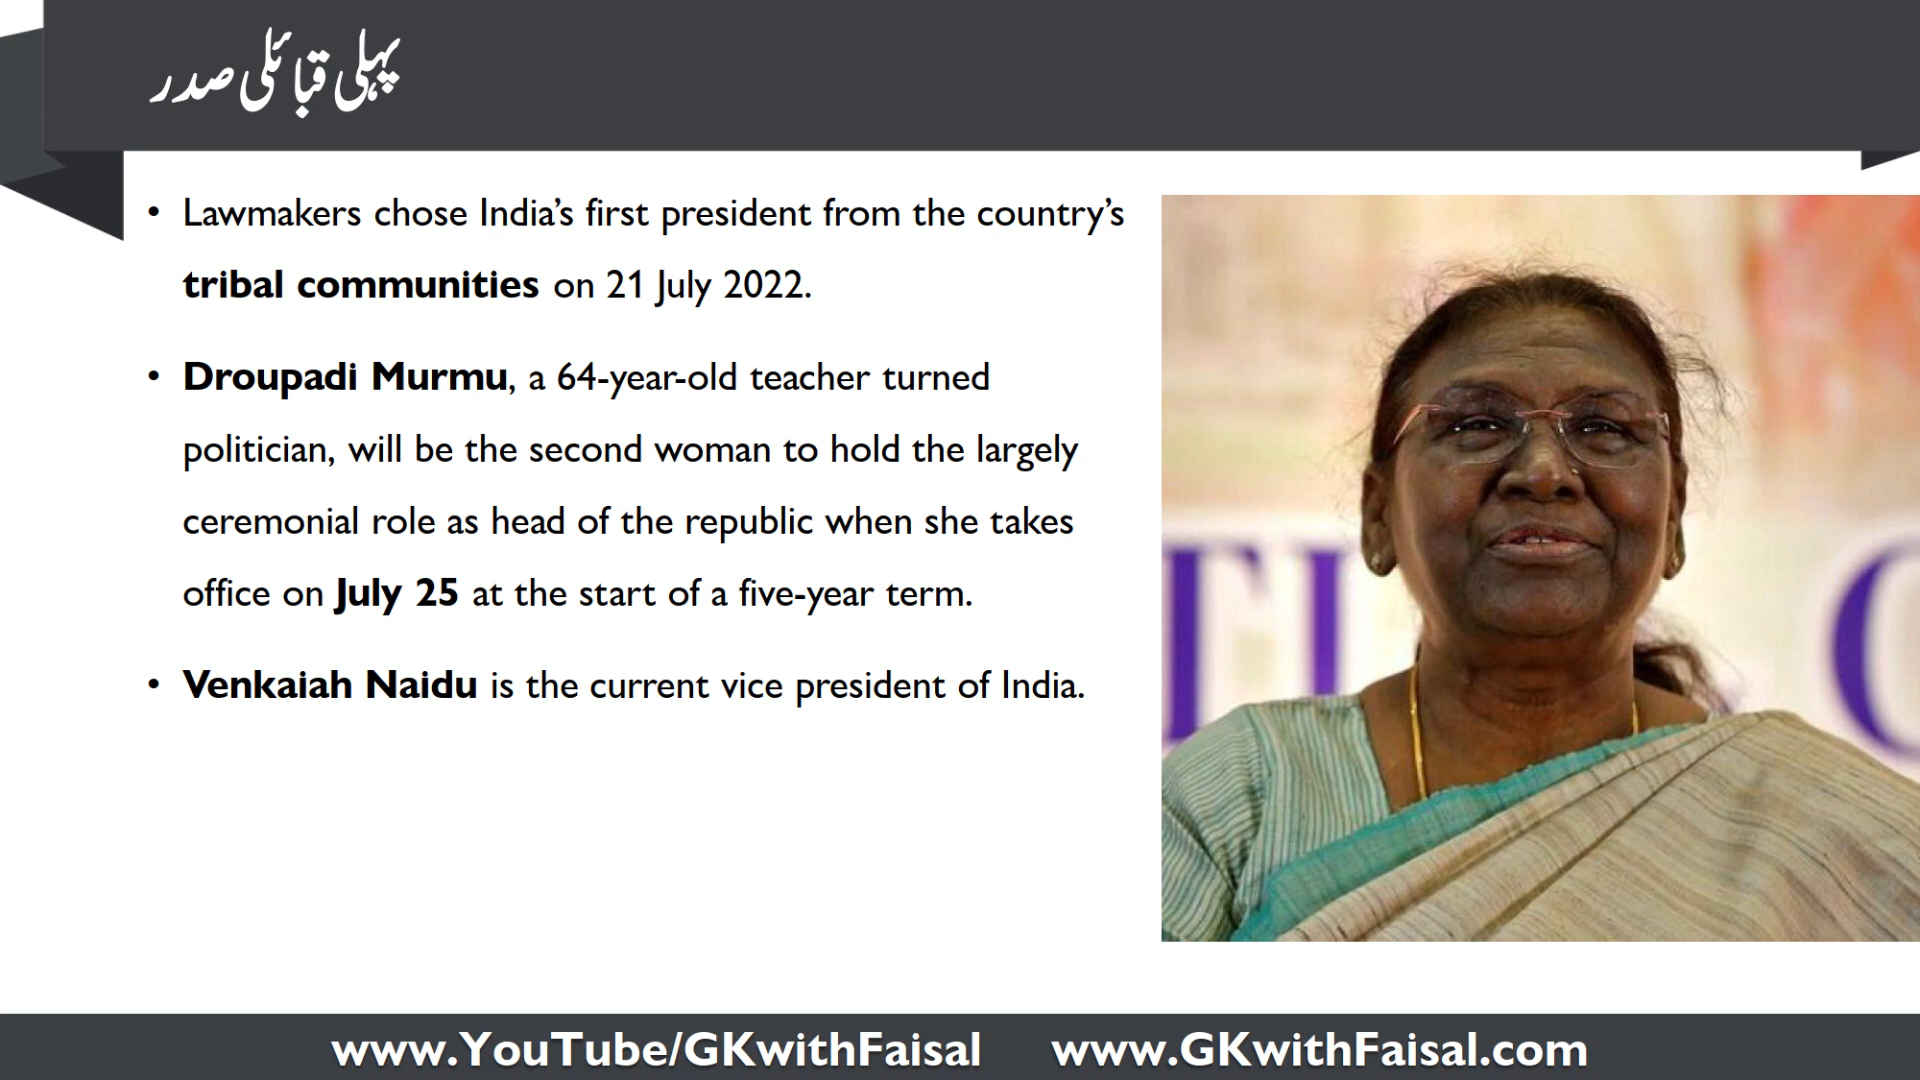 پہلی قبائلی صدر
• Lawmakers chose India’s first president from the country’s
tribal communities on 21 July 2022.
• Droupadi Murmu, a 64-year-old teacher turned
politician, will be the second woman to hold the largely
ceremonial role as head of the republic when she takes
office on July 25 at the start of a five-year term.
• Venkaiah Naidu is the current vice president of India.
TI C
www.YouTube/GKwithFaisal www.GKwithFaisal.com